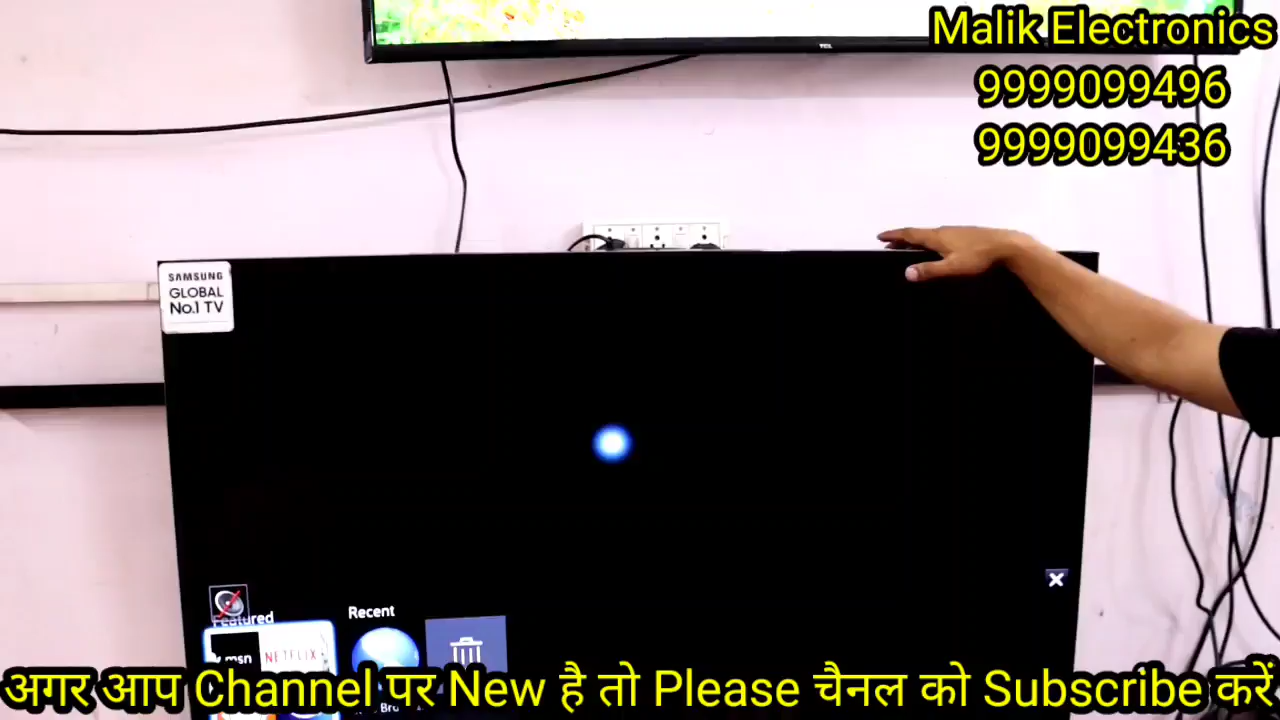 Malik Electronics
9999099496
9999099436
TCL
SAMSUNG
GLOBAL
No.1 TV
Featured
Recent
msn
NETFLIX
अगर आप Channel पर New है तो Please चैनल को Subscribe करें